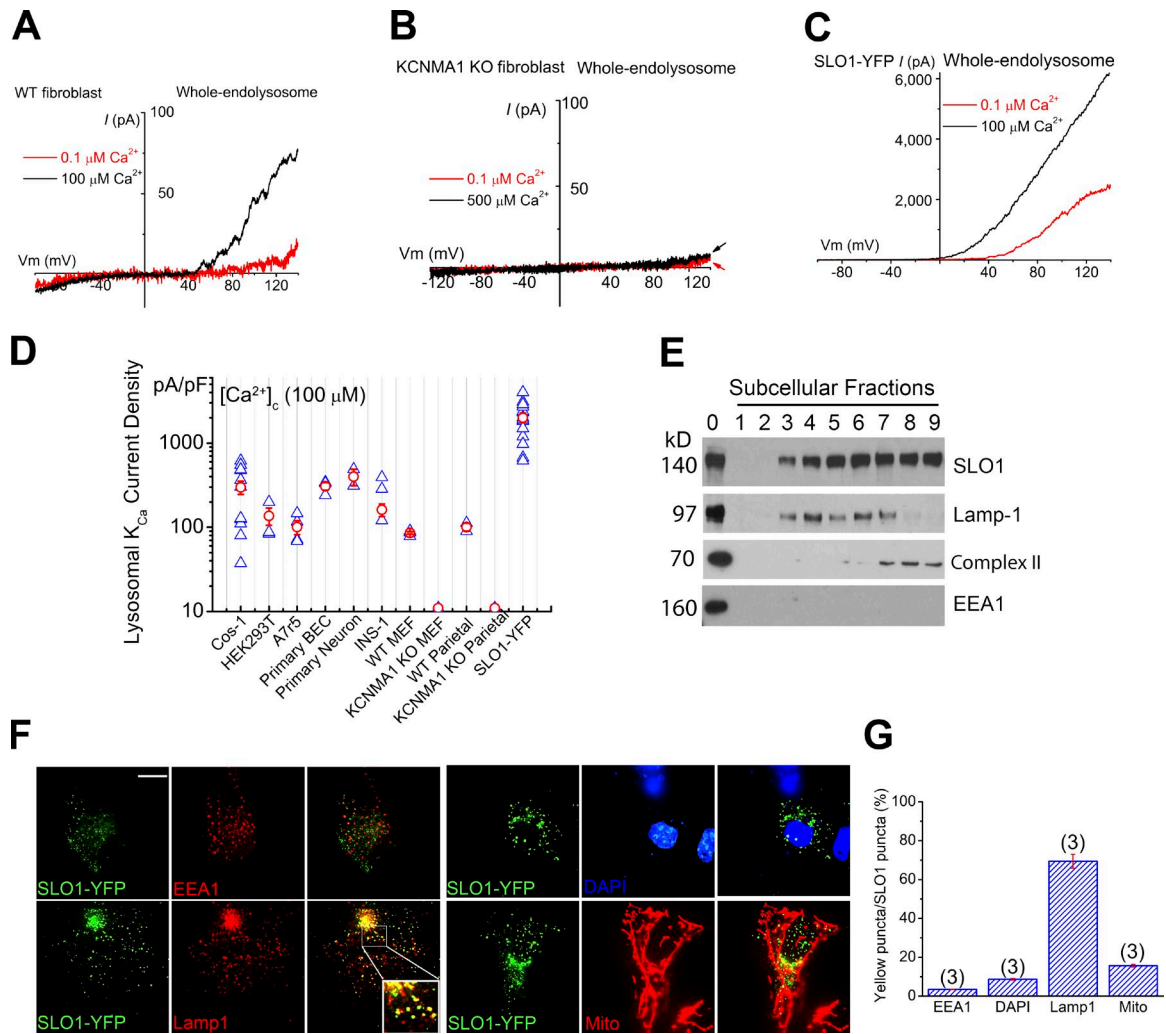 A
WT fibroblast
Whole-endolysosome
I (pA)
100
0.1 µM Ca2+
100 µM Ca2+
50
Vm (mV)
-40
40
80
120
B
KCNMA1 KO fibroblast
Whole-endolysosome
I (pA)
100
0.1 µM Ca2+
500 µM Ca2+
50
Vm (mV)
-120
-80
-40
40
80
120
C
SLO1-YFP I (pA)
Whole-endolysosome
6,000
0.1 µM Ca2+
100 µM Ca2+
4,000
2,000
Vm (mV)
-80
-40
0
40
80
120
D
Lysosomal KCa Current Density
pA/pF
[Ca2+]c (100 µM)
1000
100
10
Cos-1
HEK293T
A7r5
Primary BEC
Primary Neuron
INS-1
WT MEF
KCNMA1 KO MEF
WT Parietal
KCNMA1 KO Parietal
SLO1-YFP
E
Subcellular Fractions
0 1 2 3 4 5 6 7 8 9
kD
140
SLO1
97
Lamp-1
70
Complex II
160
EEA1
F
SLO1-YFP
EEA1
SLO1-YFP
DAPI
SLO1-YFP
Lamp1
SLO1-YFP
Mito
G
Yellow puncta/SLO1 puncta (%)
100
80
60
40
20
0
(3)
(3)
(3)
(3)
EEA1
DAPI
Lamp1
Mito